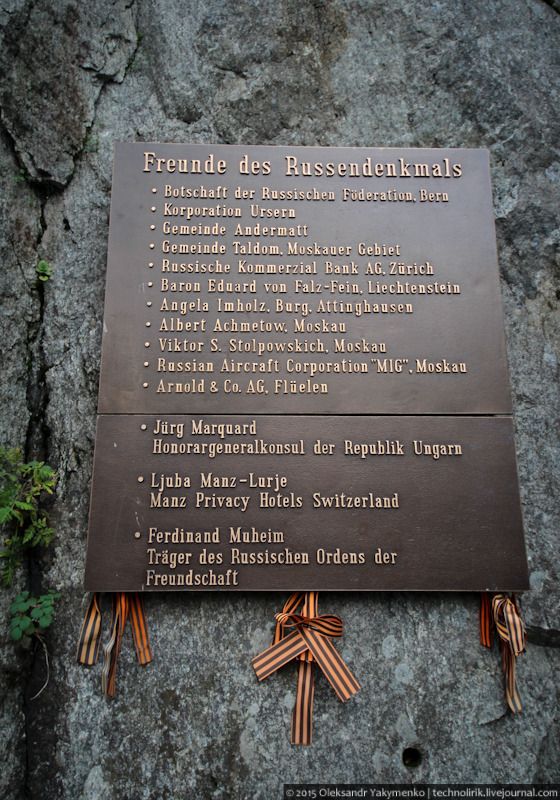 Freunde des Russendenkmals
• Botschaft der Russischen Föderation, Bern
• Korporation Ursern
• Gemeinde Andermatt
• Gemeinde Taldom, Moskauer Gebiet
• Russische Kommerzial Bank AG, Zürich
• Baron Eduard von Falz-Fein, Liechtenstein
• Angela Imholz, Burg, Attinghausen
• Albert Achmetow, Moskau
• Viktor S. Stolpowskich, Moskau
• Russian Aircraft Corporation "MIG", Moskau
• Arnold & Co. AG, Flüelen
• Jürg Marquard
Honorargeneralkonsul der Republik Ungarn
• Ljuba Manz-Lurje
Manz Privacy Hotels Switzerland
• Ferdinand Muheim
Träger des Russischen Ordens der
Freundschaft
© 2015 Oleksandr Yakymenko | technolirik.livejournal.com